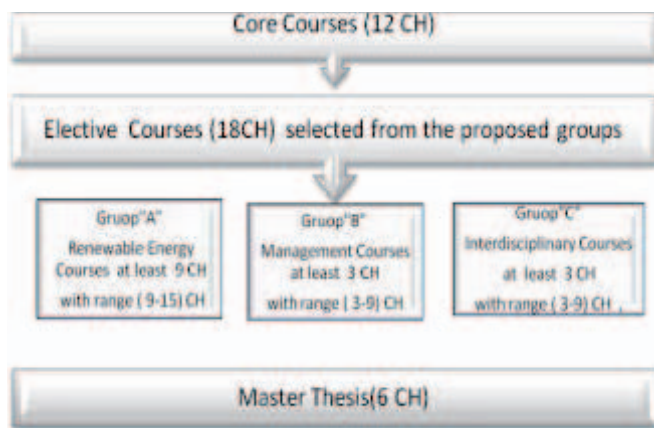 Core Courses (12 CH)
Elective Courses (18CH) selected from the proposed groups
Gruop"A"
Renewable Energy
Courses at least 9 CH
with range ( 9-15) CH
Gruop"B"
Management Courses
at least 3 CH
with range ( 3-9) CH
Gruop"C"
Interdisciplinary Courses
at least 3 CH
with range ( 3-9) CH .
Master Thesis(6 CH)